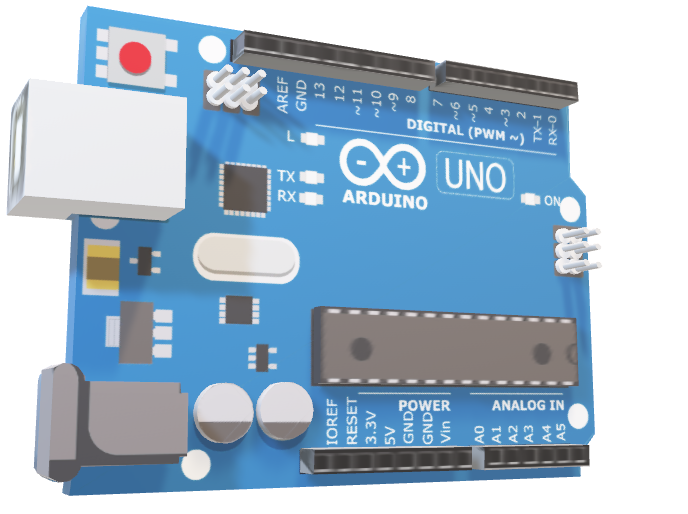 AREF
GND
13
12
~11
~10
~9
8
7
~6
~5
4
~3
2
TX→1
RX←0
DIGITAL (PWM ~)
L
TX
RX
- +
ARDUINO
UNO
ON
POWER
ANALOG IN
IOREF
RESET
3.3V
5V
GND
GND
Vin
A0
A1
A2
A3
A4
A5